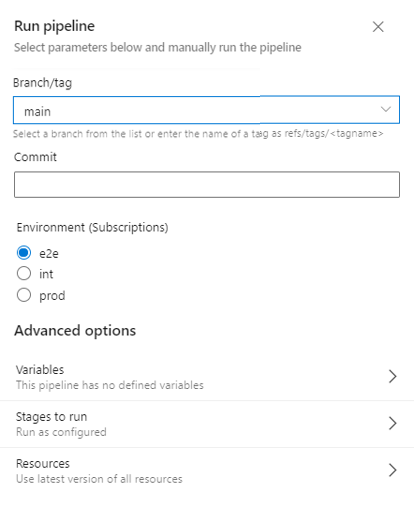 Run pipeline
Select parameters below and manually run the pipeline
Branch/tag
main
Select a branch from the list or enter the name of a tag as refs/tags/<tagname>
Commit
Environment (Subscriptions)
e2e
int
prod
Advanced options
Variables
This pipeline has no defined variables
Stages to run
Run as configured
Resources
Use latest version of all resources